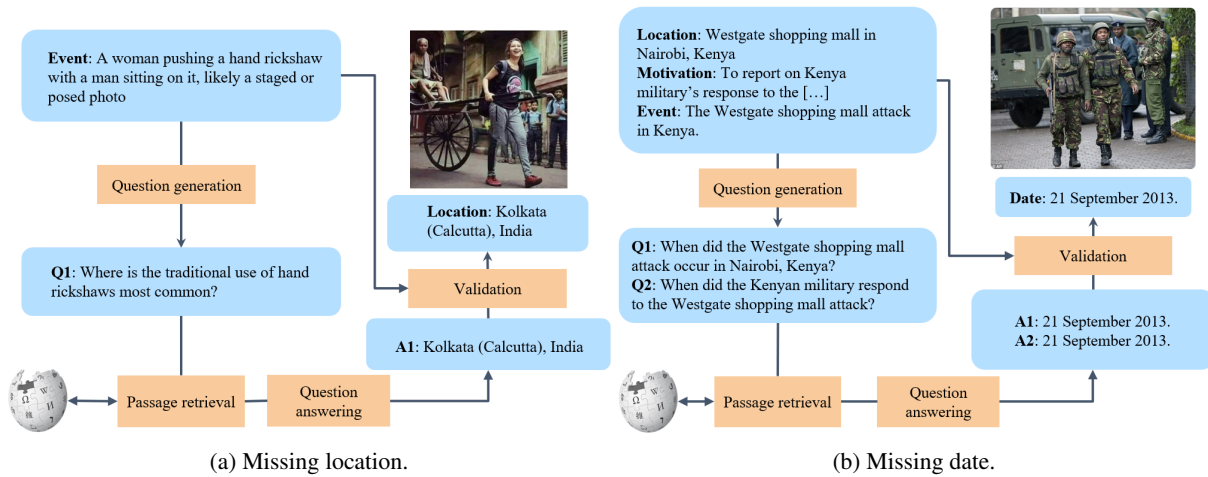 Event: A woman pushing a hand rickshaw
with a man sitting on it, likely a staged or
posed photo
Question generation
Location: Kolkata
(Calcutta), India
Q1: Where is the traditional use of hand
rickshaws most common?
Validation
A1: Kolkata (Calcutta), India
Passage retrieval
Question
answering
(a) Missing location.
Location: Westgate shopping mall in
Nairobi, Kenya
Motivation: To report on Kenya
military’s response to the […]
Event: The Westgate shopping mall attack
in Kenya.
Question generation
Date: 21 September 2013.
Q1: When did the Westgate shopping mall
attack occur in Nairobi, Kenya?
Q2: When did the Kenyan military respond
to the Westgate shopping mall attack?
Validation
A1: 21 September 2013.
A2: 21 September 2013.
Passage retrieval
Question
answering
(b) Missing date.